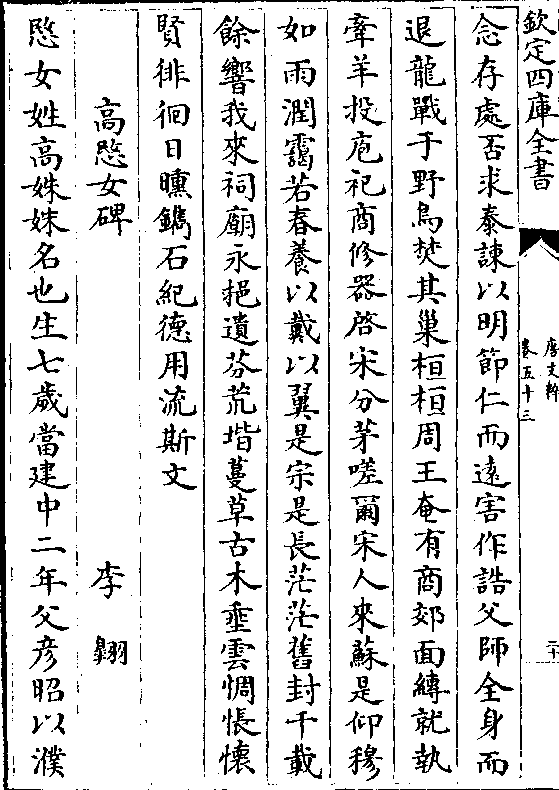 欽定四庫全書
唐文粹
卷五十三
二十
念存處否求泰諫以明節仁而遠害作誥父師全身而
退龍戰于野烏焚其巢桓桓周王奄有商郊面縛就執
牽羊投庖祀商修器啓宋分茅嗟爾宋人來蘇是仰穆
如雨潤靄若春養以戴以翼是宗是長茫茫舊封千載
餘響我來祠廟永挹遺芬荒堦蔓草古木垂雲惆悵懷
賢徘徊日曛鐫石紀德用流斯文
高愍女碑 李翺
愍女姓高姝姝名也生七歲當建中二年父彦昭以濮